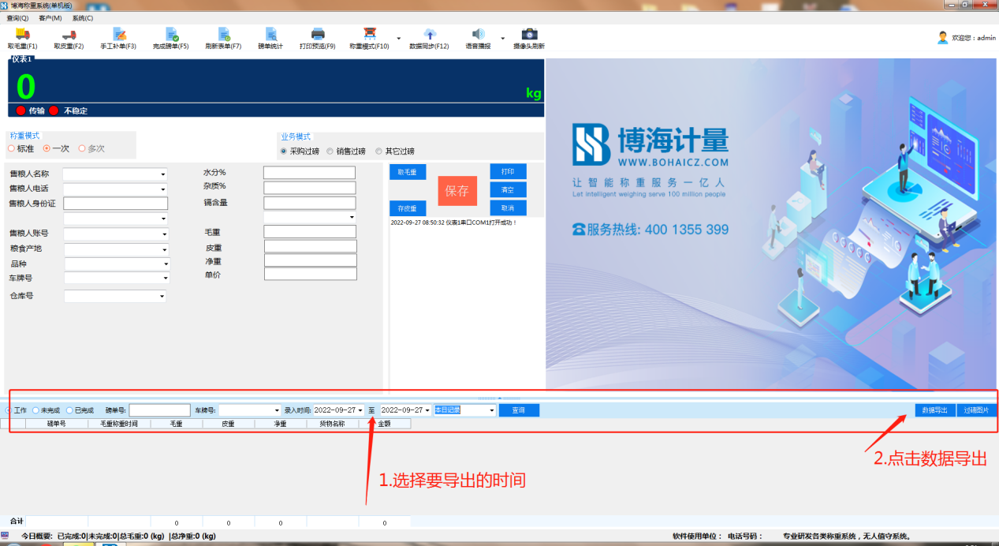 博海称重系统(单机版)
查询(Q) 客户(M) 系统(C)
取毛重(F1) 取皮重(F2) 手工补单(F3) 完成磅单(F5) 刷新表单(F7) 磅单统计 打印预览(F9) 称重模式(F10) 数据同步(F12) 语音播报 摄像头刷新 欢迎您：admin
仪表1
0
kg
传输 不稳定
称重模式
标准 一次 多次
业务模式
采购过磅 销售过磅 其它过磅
售粮人名称
售粮人电话
售粮人身份证
售粮人账号
粮食产地
品种
车牌号
仓库号
水分%
杂质%
镉含量
毛重
皮重
净重
单价
取毛重 打印
保存 清空
存皮重 取消
2022-09-27 08:50:32 仪表1串口COM1打开成功！
博海计量
WWW.BOHAICZ.COM
让智能称重服务一亿人
Let intelligent weighing serve 100 million people
服务热线: 400 1355 399
工作 未完成 已完成 磅单号: 车牌号: 录入时间: 2022-09-27 至 2022-09-27 本日记录 查询 数据导出 过磅图片
磅单号 毛重称重时间 毛重 皮重 净重 货物名称 金额
1.选择要导出的时间
2.点击数据导出
合计 0 0 0 0
今日概要: 已完成:0|未完成:0|总毛重:0 (kg) |总净重:0 (kg) 软件使用单位： 电话号码： 专业研发各类称重系统，无人值守系统。